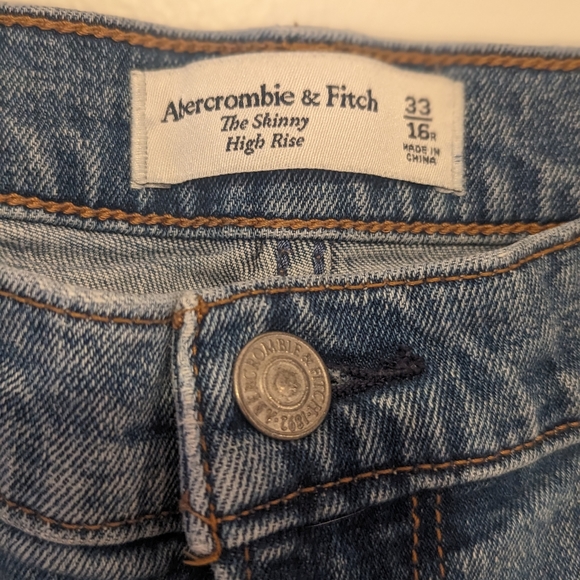 Abercrombie & Fitch
The Skinny
High Rise
33
16R
MADE IN
CHINA
ABERCROMBIE & FITCH · 1892 ·